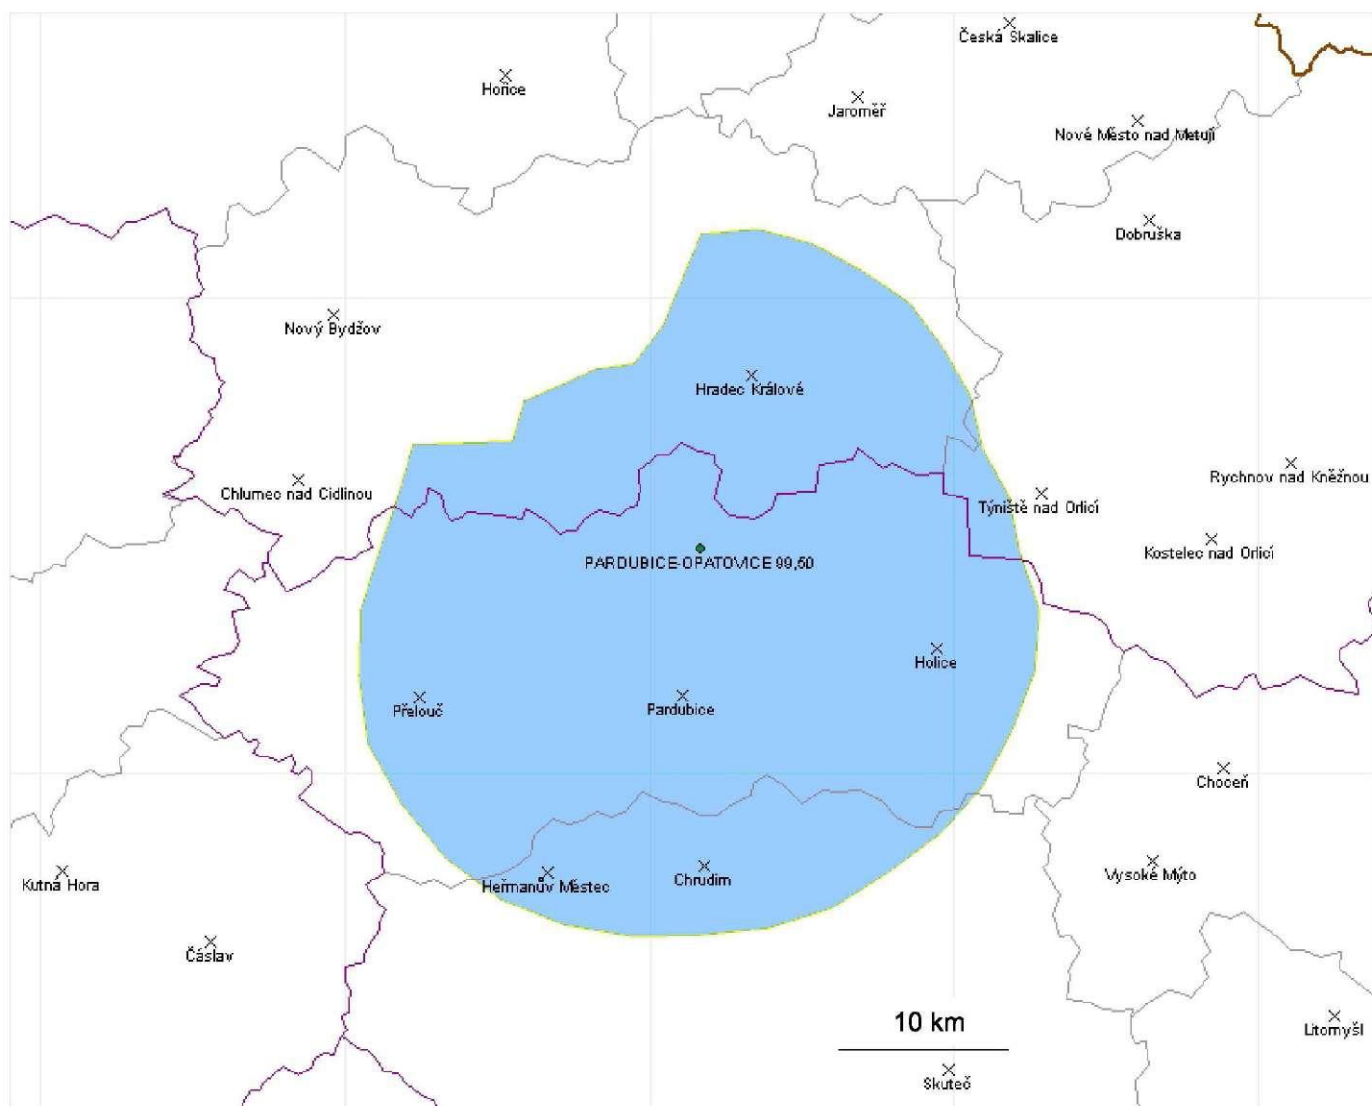 Česká Skalice
Hořice
Jaroměř
Nové Město nad Metují
Dobruška
Nový Bydžov
Hradec Králové
Rychnov nad Kněžnou
Chlumec nad Cidlinou
Týniště nad Orlicí
Kostelec nad Orlicí
PARDUBICE-OPATOVICE 99,50
Holice
Přelouč
Pardubice
Choceň
Vysoké Mýto
Chrudim
Kutná Hora
Heřmanův Městec
Čáslav
10 km
Litomyšl
Skuteč